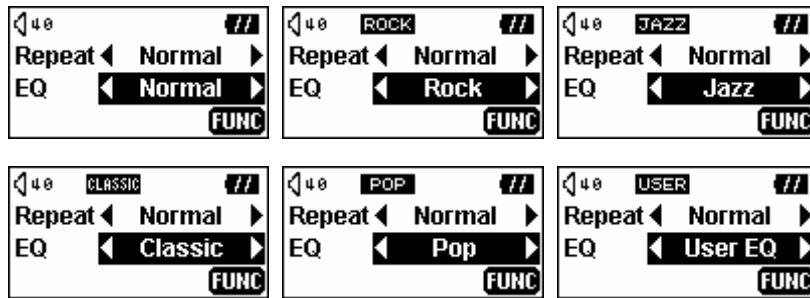 40
Repeat Normal
EQ Normal
FUNC
40 ROCK
Repeat Normal
EQ Rock
FUNC
40 JAZZ
Repeat Normal
EQ Jazz
FUNC
40 CLASSIC
Repeat Normal
EQ Classic
FUNC
40 POP
Repeat Normal
EQ Pop
FUNC
40 USER
Repeat Normal
EQ User EQ
FUNC